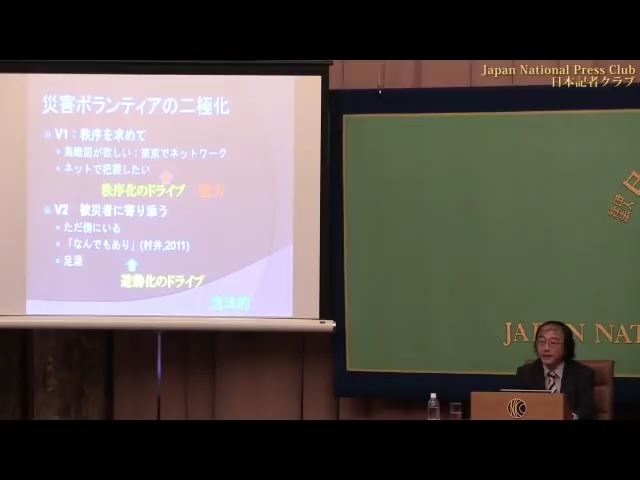 Japan National Press Club
日本記者クラブ
災害ボランティアの二極化
V1：秩序を求めて
鳥瞰図が欲しい：東京でネットワーク
ネットで把握したい
秩序化のドライブ
V2 被災者に寄り添う
ただ傍にいる
「なんでもあり」(村井,2011)
足湯
遊動化のドライブ
JAPAN NAT